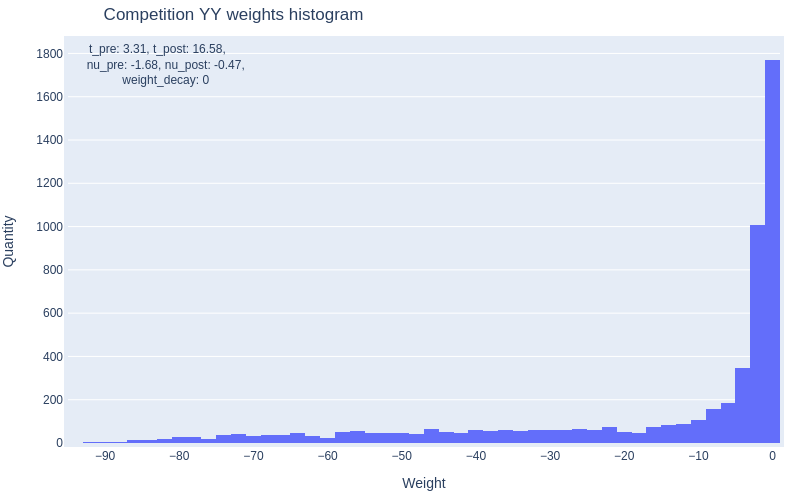 Competition YY weights histogram
t_pre: 3.31, t_post: 16.58,
nu_pre: -1.68, nu_post: -0.47,
weight_decay: 0
1800
1600
1400
1200
1000
800
600
400
200
0
Quantity
−90 −80 −70 −60 −50 −40 −30 −20 −10 0
Weight